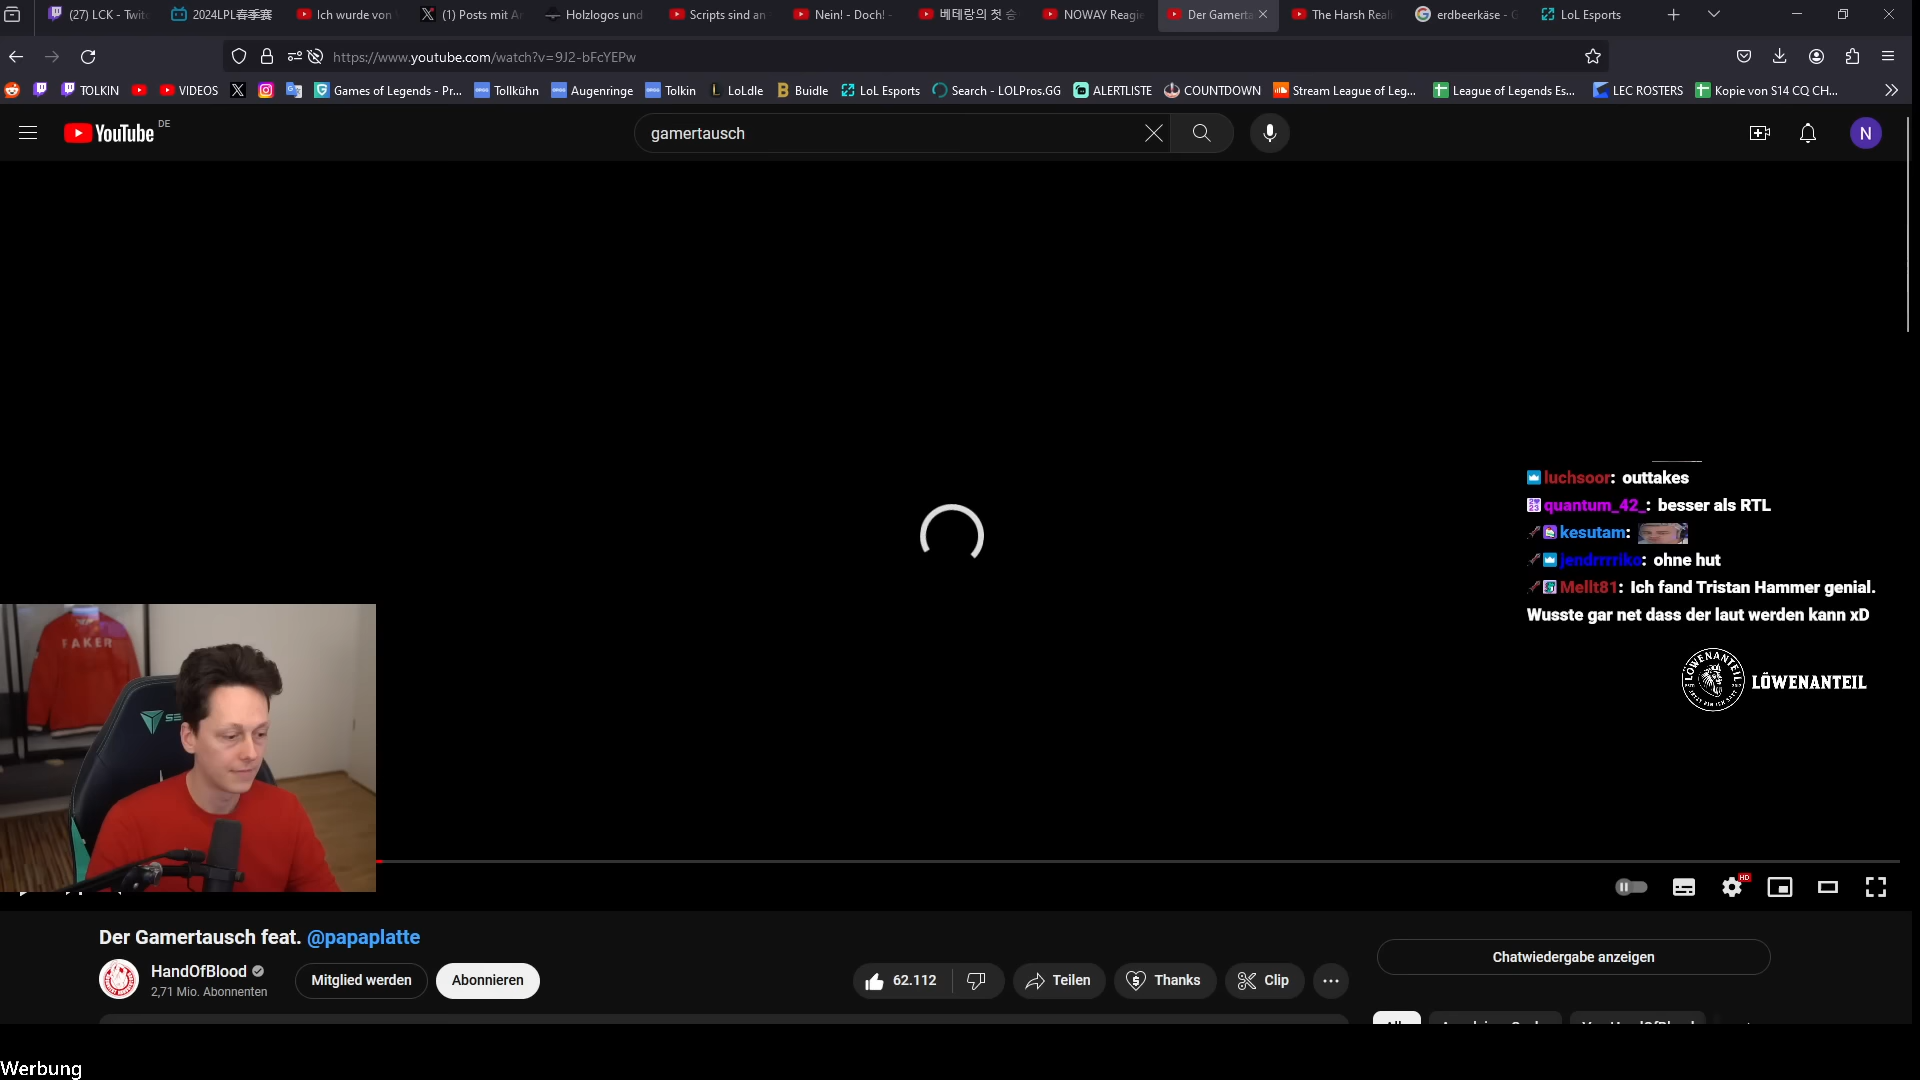 (27) LCK - Twitc
2024LPL春季赛
Ich wurde von
(1) Posts mit Ar
Holzlogos und
Scripts sind an
Nein! - Doch! -
베테랑의 첫 승
NOWAY Reagie
Der Gamerta
The Harsh Reali
erdbeerkäse - G
LoL Esports
https://www.youtube.com/watch?v=9J2-bFcYEPw
TOLKIN
VIDEOS
Games of Legends - Pr...
Tollkühn
Augenringe
Tolkin
LoLdle
Buidle
LoL Esports
Search - LOLPros.GG
ALERTLISTE
COUNTDOWN
Stream League of Leg...
League of Legends Es...
LEC ROSTERS
Kopie von S14 CQ CH...
YouTube DE
gamertausch
N
luchsoor: outtakes
quantum_42_: besser als RTL
kesutam:
jendrrrriko: ohne hut
Mellt81: Ich fand Tristan Hammer genial.
Wusste gar net dass der laut werden kann xD
LÖWENANTEIL
FAKER
HD
Der Gamertausch feat. @papaplatte
HandOfBlood
2,71 Mio. Abonnenten
Mitglied werden
Abonnieren
62.112
Teilen
Thanks
Clip
Chatwiedergabe anzeigen
Werbung